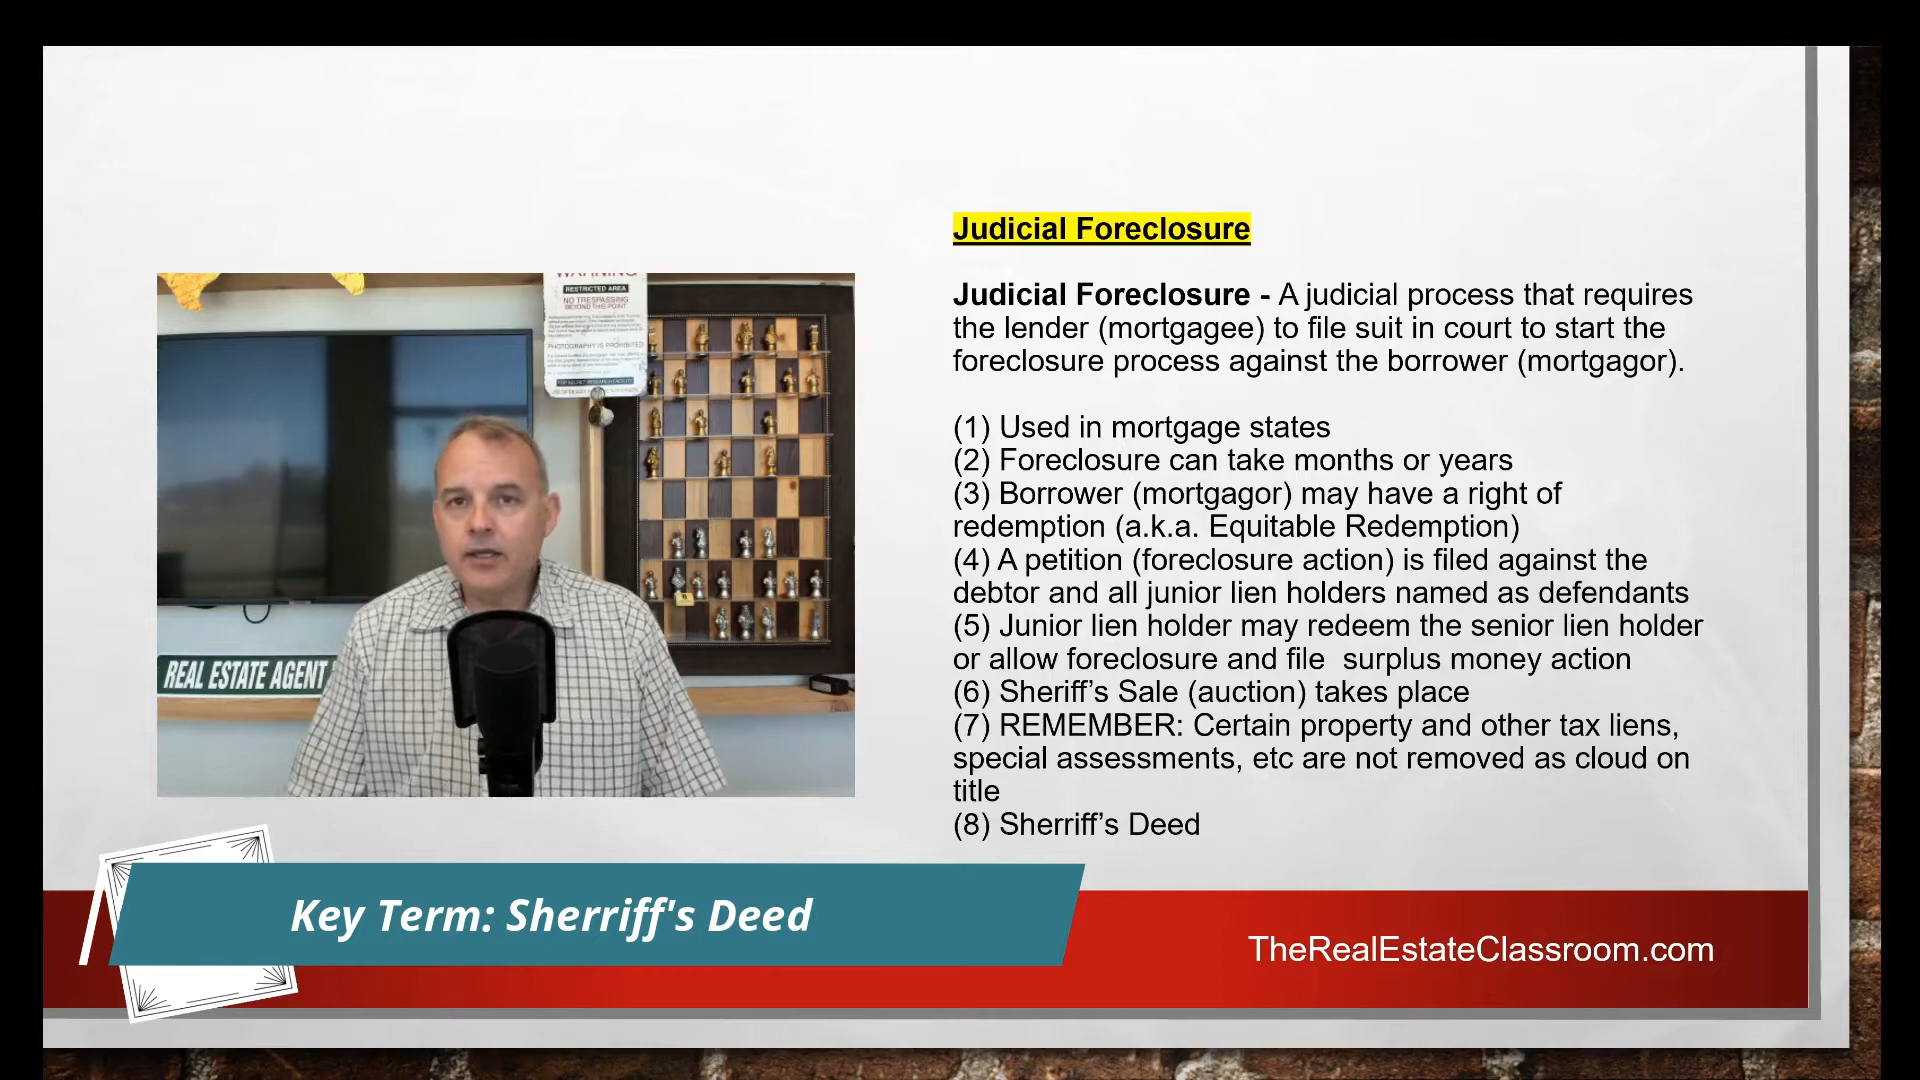 Judicial Foreclosure
Judicial Foreclosure - A judicial process that requires
the lender (mortgagee) to file suit in court to start the
foreclosure process against the borrower (mortgagor).
(1) Used in mortgage states
(2) Foreclosure can take months or years
(3) Borrower (mortgagor) may have a right of
redemption (a.k.a. Equitable Redemption)
(4) A petition (foreclosure action) is filed against the
debtor and all junior lien holders named as defendants
(5) Junior lien holder may redeem the senior lien holder
or allow foreclosure and file  surplus money action
(6) Sheriff’s Sale (auction) takes place
(7) REMEMBER: Certain property and other tax liens,
special assessments, etc are not removed as cloud on
title
(8) Sherriff’s Deed
WARNING
RESTRICTED AREA
NO TRESPASSING
BEYOND THIS POINT
PHOTOGRAPHY IS PROHIBITED
REAL ESTATE AGENT
Key Term: Sherriff's Deed
TheRealEstateClassroom.com